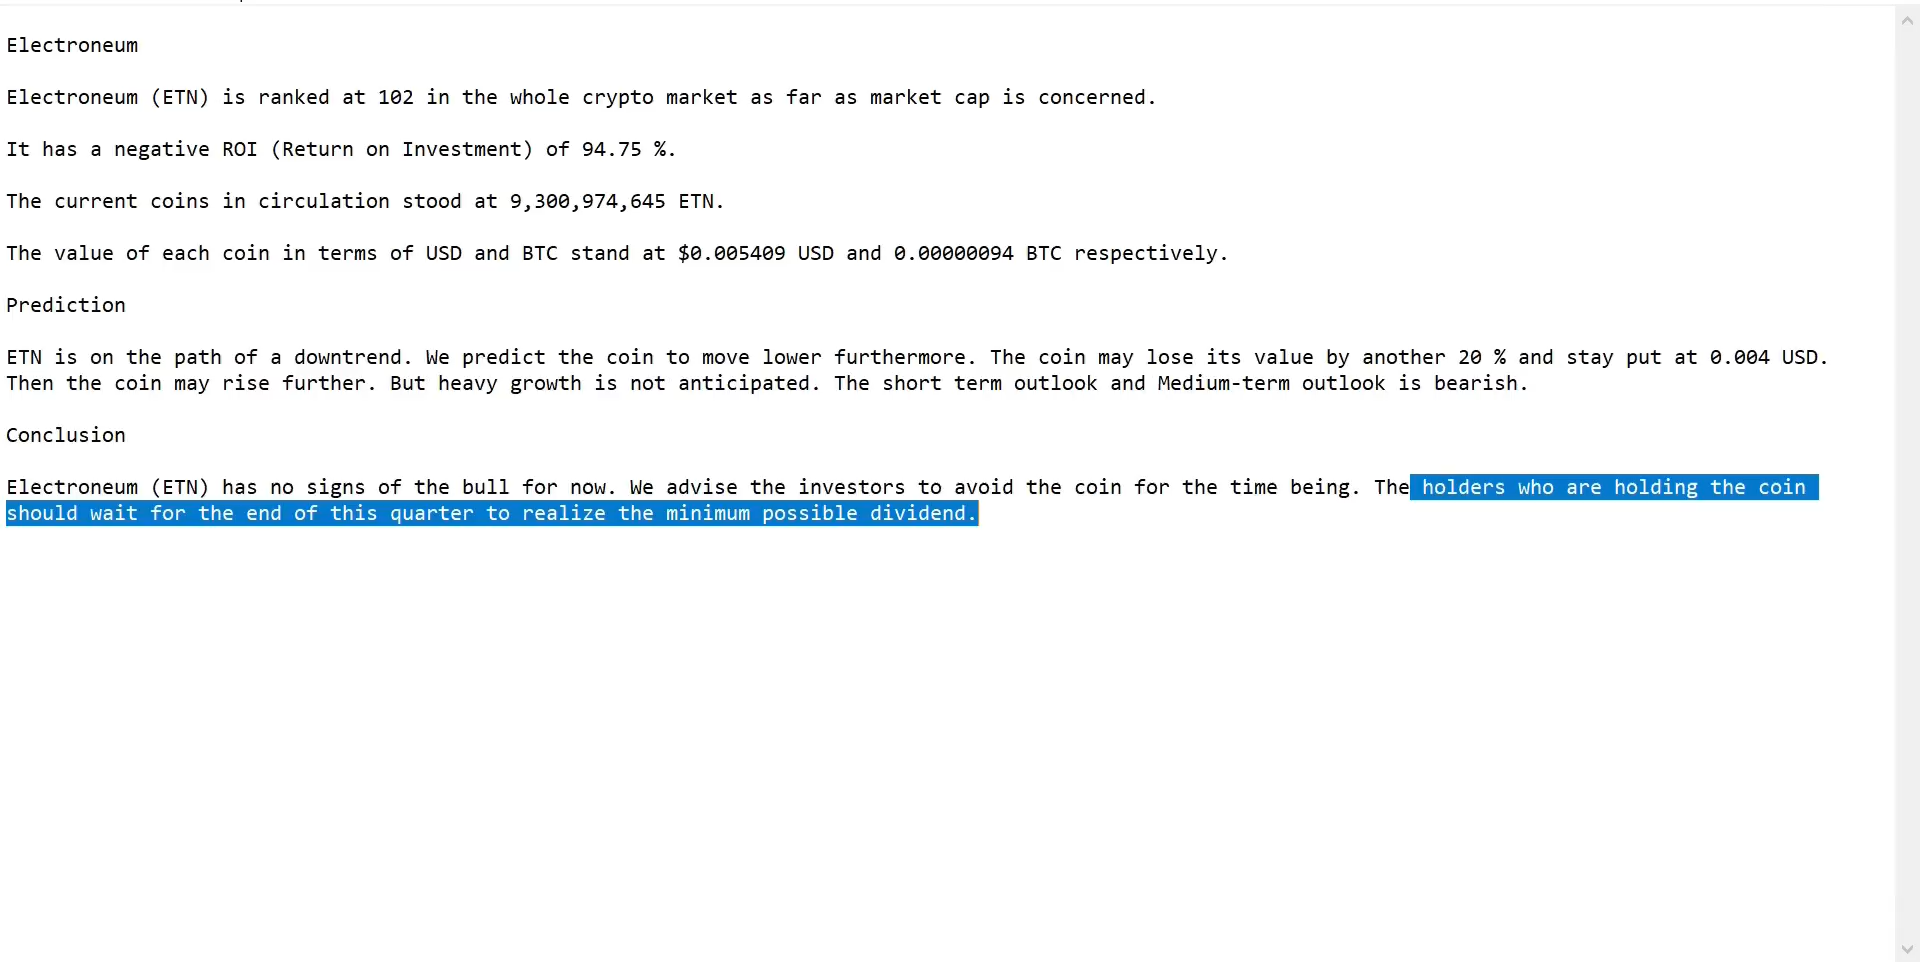 Electroneum
Electroneum (ETN) is ranked at 102 in the whole crypto market as far as market cap is concerned.
It has a negative ROI (Return on Investment) of 94.75 %.
The current coins in circulation stood at 9,300,974,645 ETN.
The value of each coin in terms of USD and BTC stand at $0.005409 USD and 0.00000094 BTC respectively.
Prediction
ETN is on the path of a downtrend. We predict the coin to move lower furthermore. The coin may lose its value by another 20 % and stay put at 0.004 USD.
Then the coin may rise further. But heavy growth is not anticipated. The short term outlook and Medium-term outlook is bearish.
Conclusion
Electroneum (ETN) has no signs of the bull for now. We advise the investors to avoid the coin for the time being. The holders who are holding the coin
should wait for the end of this quarter to realize the minimum possible dividend.